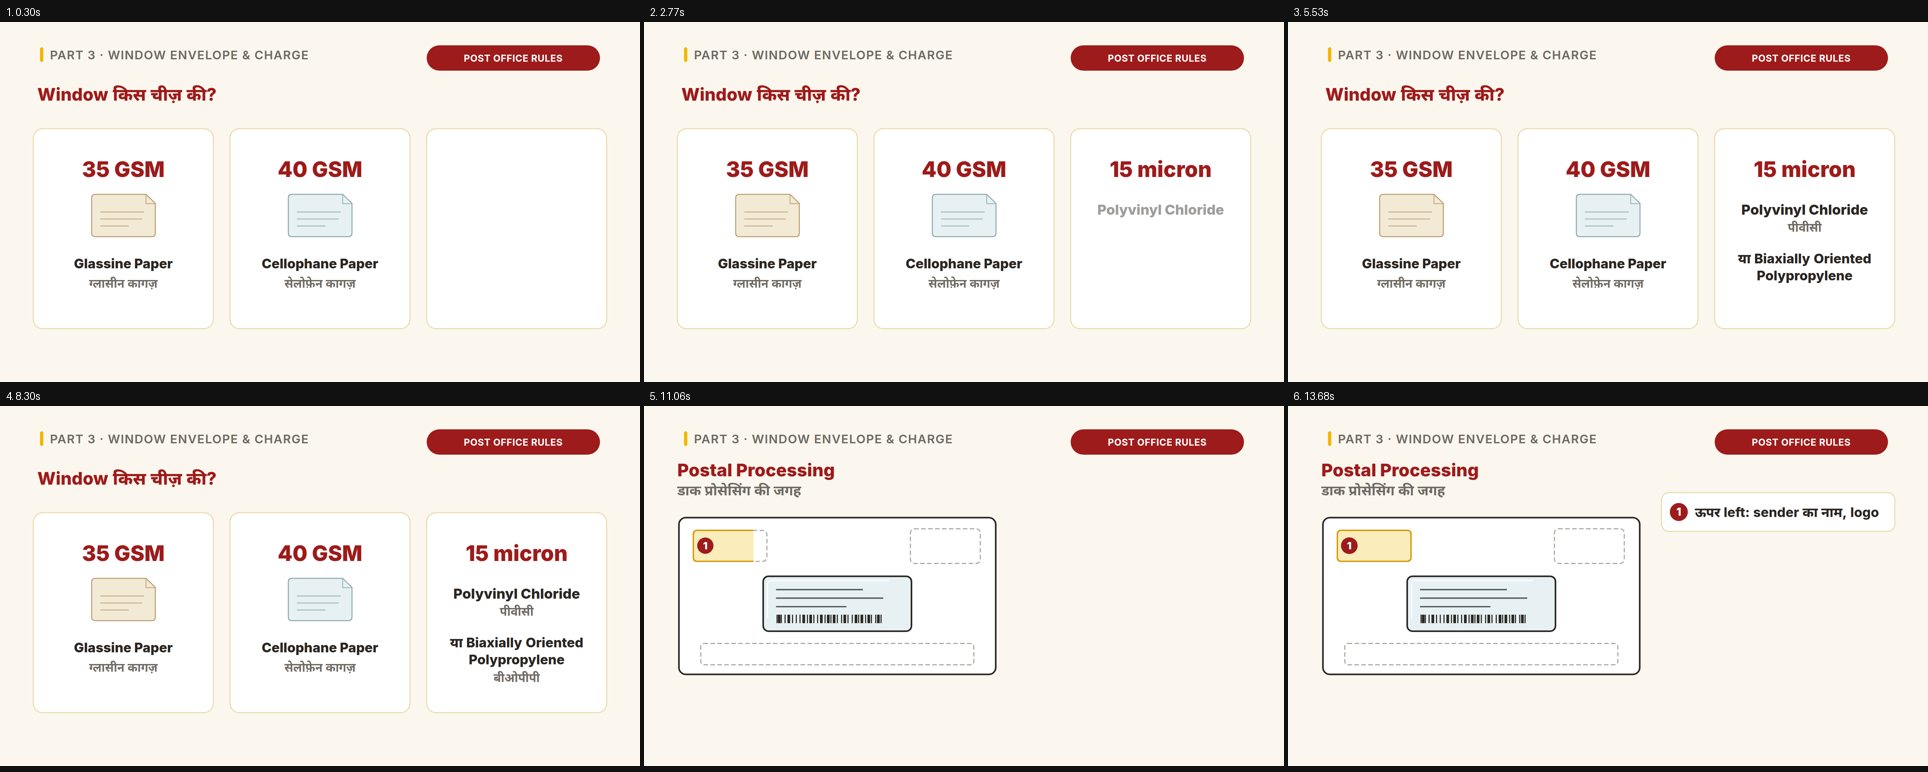 1. 0.30s
PART 3 · WINDOW ENVELOPE & CHARGE
POST OFFICE RULES
Window किस चीज़ की?
35 GSM
Glassine Paper
ग्लासीन कागज़
40 GSM
Cellophane Paper
सेलोफ़ेन कागज़
2. 2.77s
PART 3 · WINDOW ENVELOPE & CHARGE
POST OFFICE RULES
Window किस चीज़ की?
35 GSM
Glassine Paper
ग्लासीन कागज़
40 GSM
Cellophane Paper
सेलोफ़ेन कागज़
15 micron
Polyvinyl Chloride
3. 5.53s
PART 3 · WINDOW ENVELOPE & CHARGE
POST OFFICE RULES
Window किस चीज़ की?
35 GSM
Glassine Paper
ग्लासीन कागज़
40 GSM
Cellophane Paper
सेलोफ़ेन कागज़
15 micron
Polyvinyl Chloride
पीवीसी
या Biaxially Oriented
Polypropylene
4. 8.30s
PART 3 · WINDOW ENVELOPE & CHARGE
POST OFFICE RULES
Window किस चीज़ की?
35 GSM
Glassine Paper
ग्लासीन कागज़
40 GSM
Cellophane Paper
सेलोफ़ेन कागज़
15 micron
Polyvinyl Chloride
पीवीसी
या Biaxially Oriented
Polypropylene
बीओपीपी
5. 11.06s
PART 3 · WINDOW ENVELOPE & CHARGE
POST OFFICE RULES
Postal Processing
डाक प्रोसेसिंग की जगह
1
6. 13.68s
PART 3 · WINDOW ENVELOPE & CHARGE
POST OFFICE RULES
Postal Processing
डाक प्रोसेसिंग की जगह
1
1 ऊपर left: sender का नाम, logo